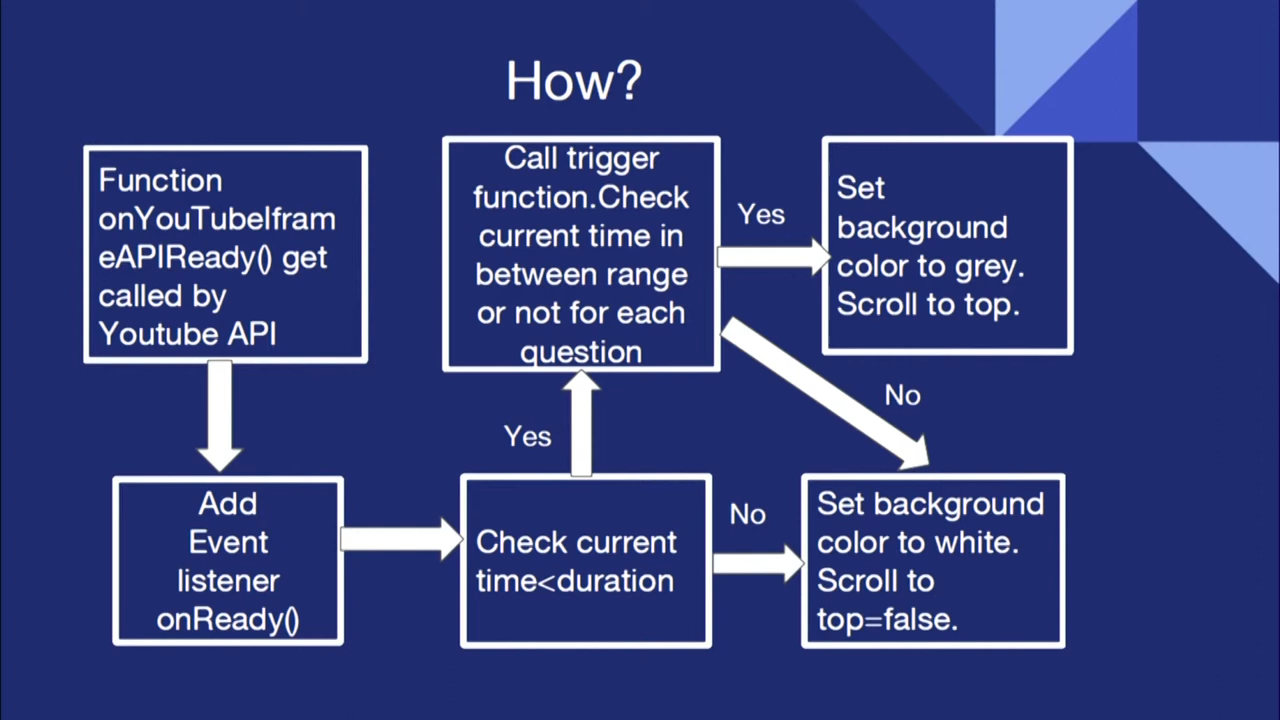 How?
Function
onYouTubeIfram
eAPIReady() get
called by
Youtube API
Add
Event
listener
onReady()
Check current
time<duration
Yes
Call trigger
function.Check
current time in
between range
or not for each
question
Yes
Set
background
color to grey.
Scroll to top.
No
No
Set background
color to white.
Scroll to
top=false.